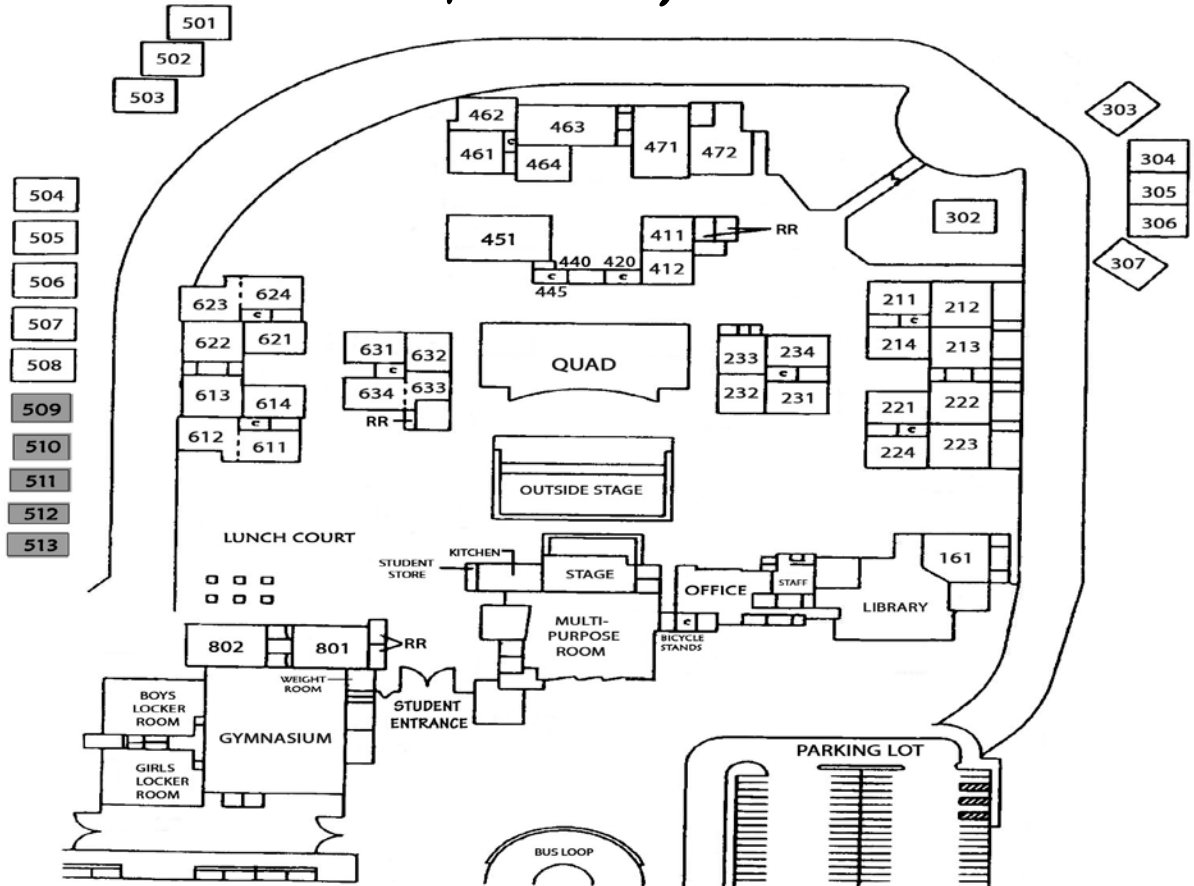 501
502
503
303
462
463
461
464
471
472
304
305
306
307
504
505
506
507
508
509
510
511
512
513
302
451
411
412
RR
440
420
c
c
c
445
623
624
c
622
621
613
614
c
612
611
631
632
c
634
633
RR
QUAD
233
234
c
232
231
211
212
c
214
213
221
222
c
224
223
OUTSIDE STAGE
LUNCH COURT
STUDENT
STORE
KITCHEN
STAGE
MULTI-
PURPOSE
ROOM
OFFICE
STAFF
c
BICYCLE
STANDS
LIBRARY
161
802
801
RR
WEIGHT
ROOM
STUDENT
ENTRANCE
BOYS
LOCKER
ROOM
GYMNASIUM
GIRLS
LOCKER
ROOM
PARKING LOT
BUS LOOP